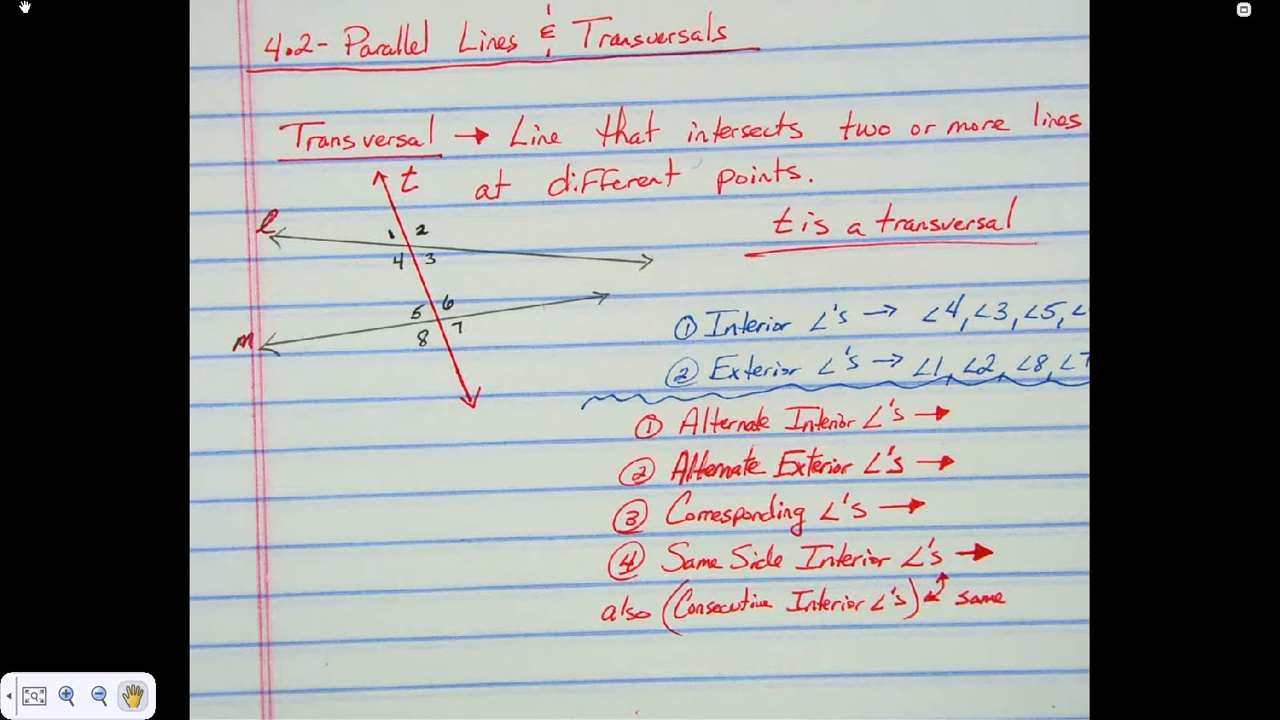 4.2- Parallel Lines & Transversals
Transversal → Line that intersects two or more lines
at different points.
t
t is a transversal
l
1 2
4 3
m
5 6
8 7
① Interior ∠'s → ∠4, ∠3, ∠5, ∠
② Exterior ∠'s → ∠1, ∠2, ∠8, ∠7
① Alternate Interior ∠'s →
② Alternate Exterior ∠'s →
③ Corresponding ∠'s →
④ Same Side Interior ∠'s →
also (Consecutive Interior ∠'s) ← same